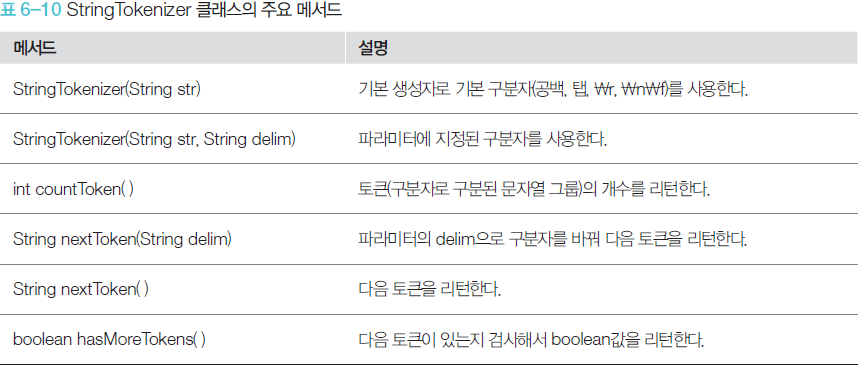 표 6-10 StringTokenizer 클래스의 주요 메서드
메서드 설명
StringTokenizer(String str) 기본 생성자로 기본 구분자(공백, 탭, ₩r, ₩n₩f)를 사용한다.
StringTokenizer(String str, String delim) 파라미터에 지정된 구분자를 사용한다.
int countToken( ) 토큰(구분자로 구분된 문자열 그룹)의 개수를 리턴한다.
String nextToken(String delim) 파라미터의 delim으로 구분자를 바꿔 다음 토큰을 리턴한다.
String nextToken( ) 다음 토큰을 리턴한다.
boolean hasMoreTokens( ) 다음 토큰이 있는지 검사해서 boolean값을 리턴한다.